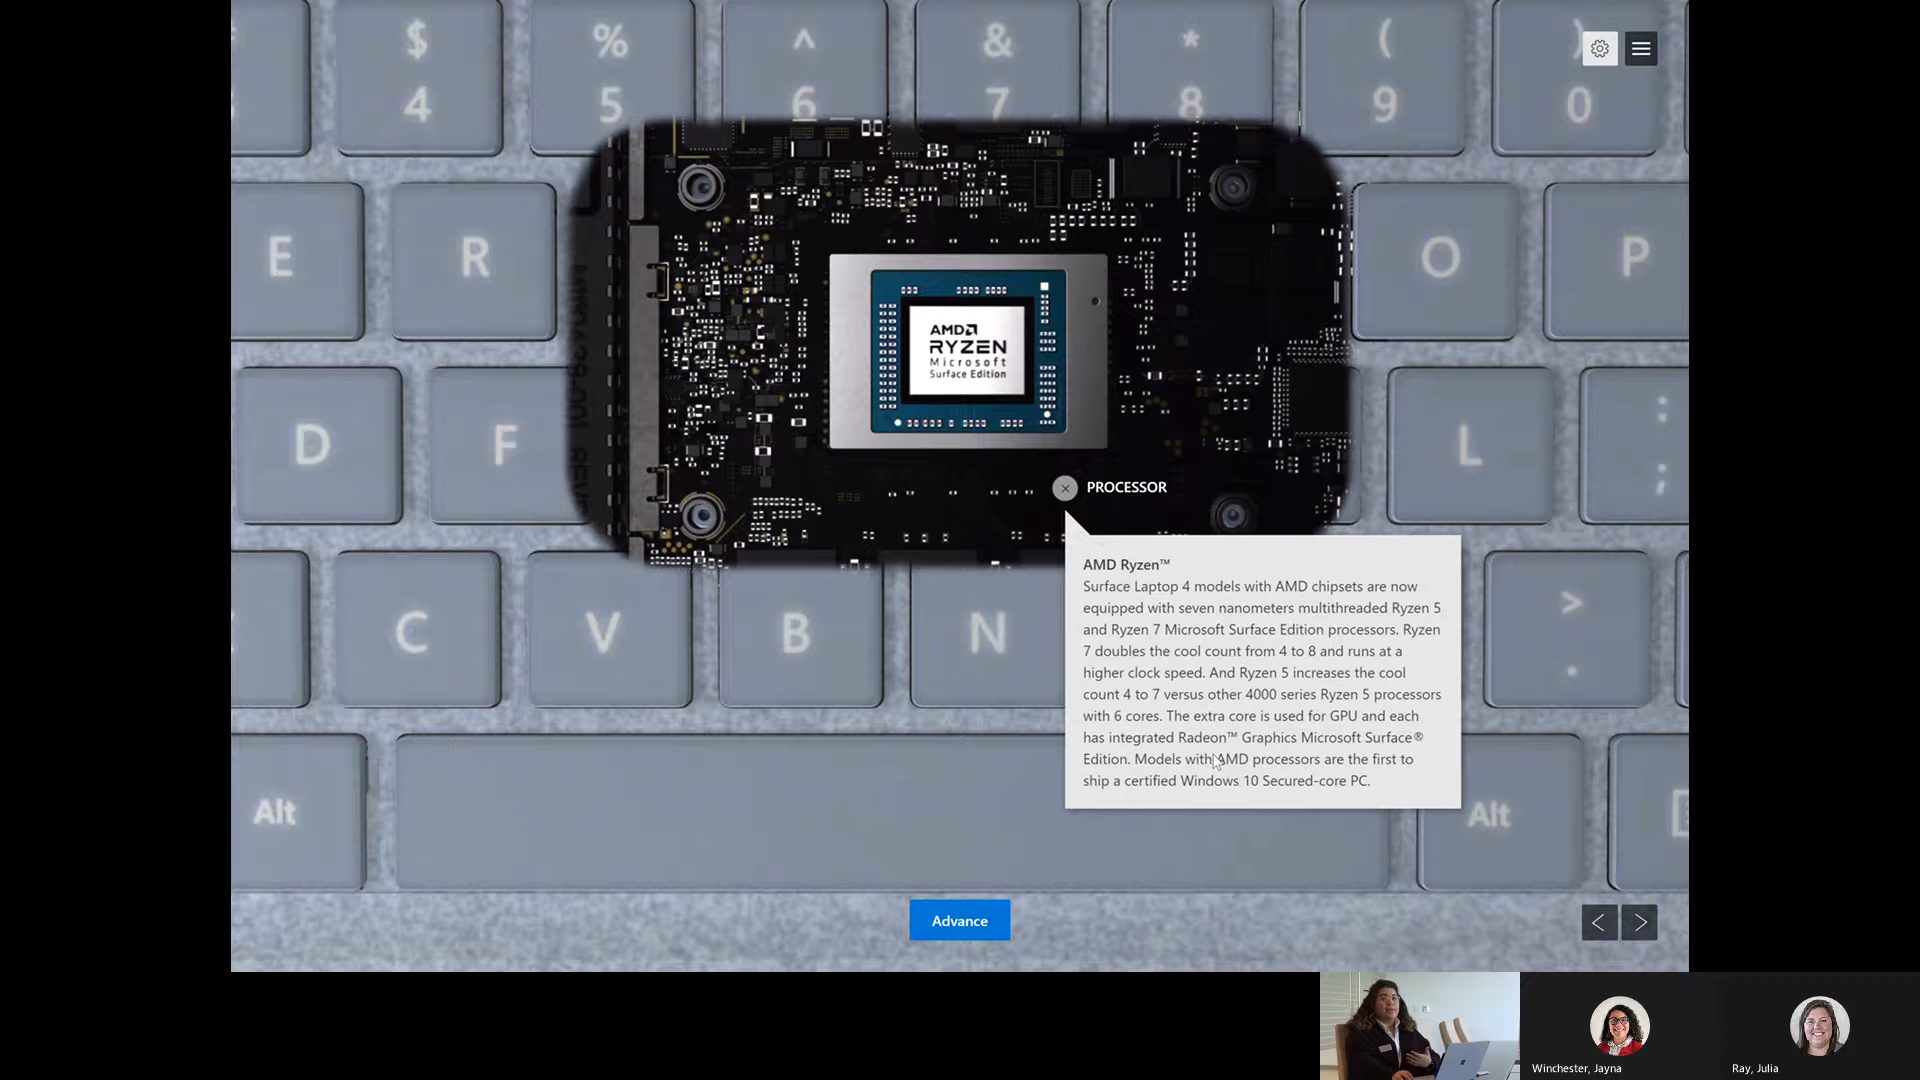 $ % ^ & * ( )
4 5 6 7 8 9 0
E R O P
D F L : ;
C V B N > .
Alt Alt
AMD
RYZEN
Microsoft
Surface Edition
PROCESSOR
AMD Ryzen™
Surface Laptop 4 models with AMD chipsets are now
equipped with seven nanometers multithreaded Ryzen 5
and Ryzen 7 Microsoft Surface Edition processors. Ryzen
7 doubles the cool count from 4 to 8 and runs at a
higher clock speed. And Ryzen 5 increases the cool
count 4 to 7 versus other 4000 series Ryzen 5 processors
with 6 cores. The extra core is used for GPU and each
has integrated Radeon™ Graphics Microsoft Surface®
Edition. Models with AMD processors are the first to
ship a certified Windows 10 Secured-core PC.
Advance
Winchester, Jayna
Ray, Julia